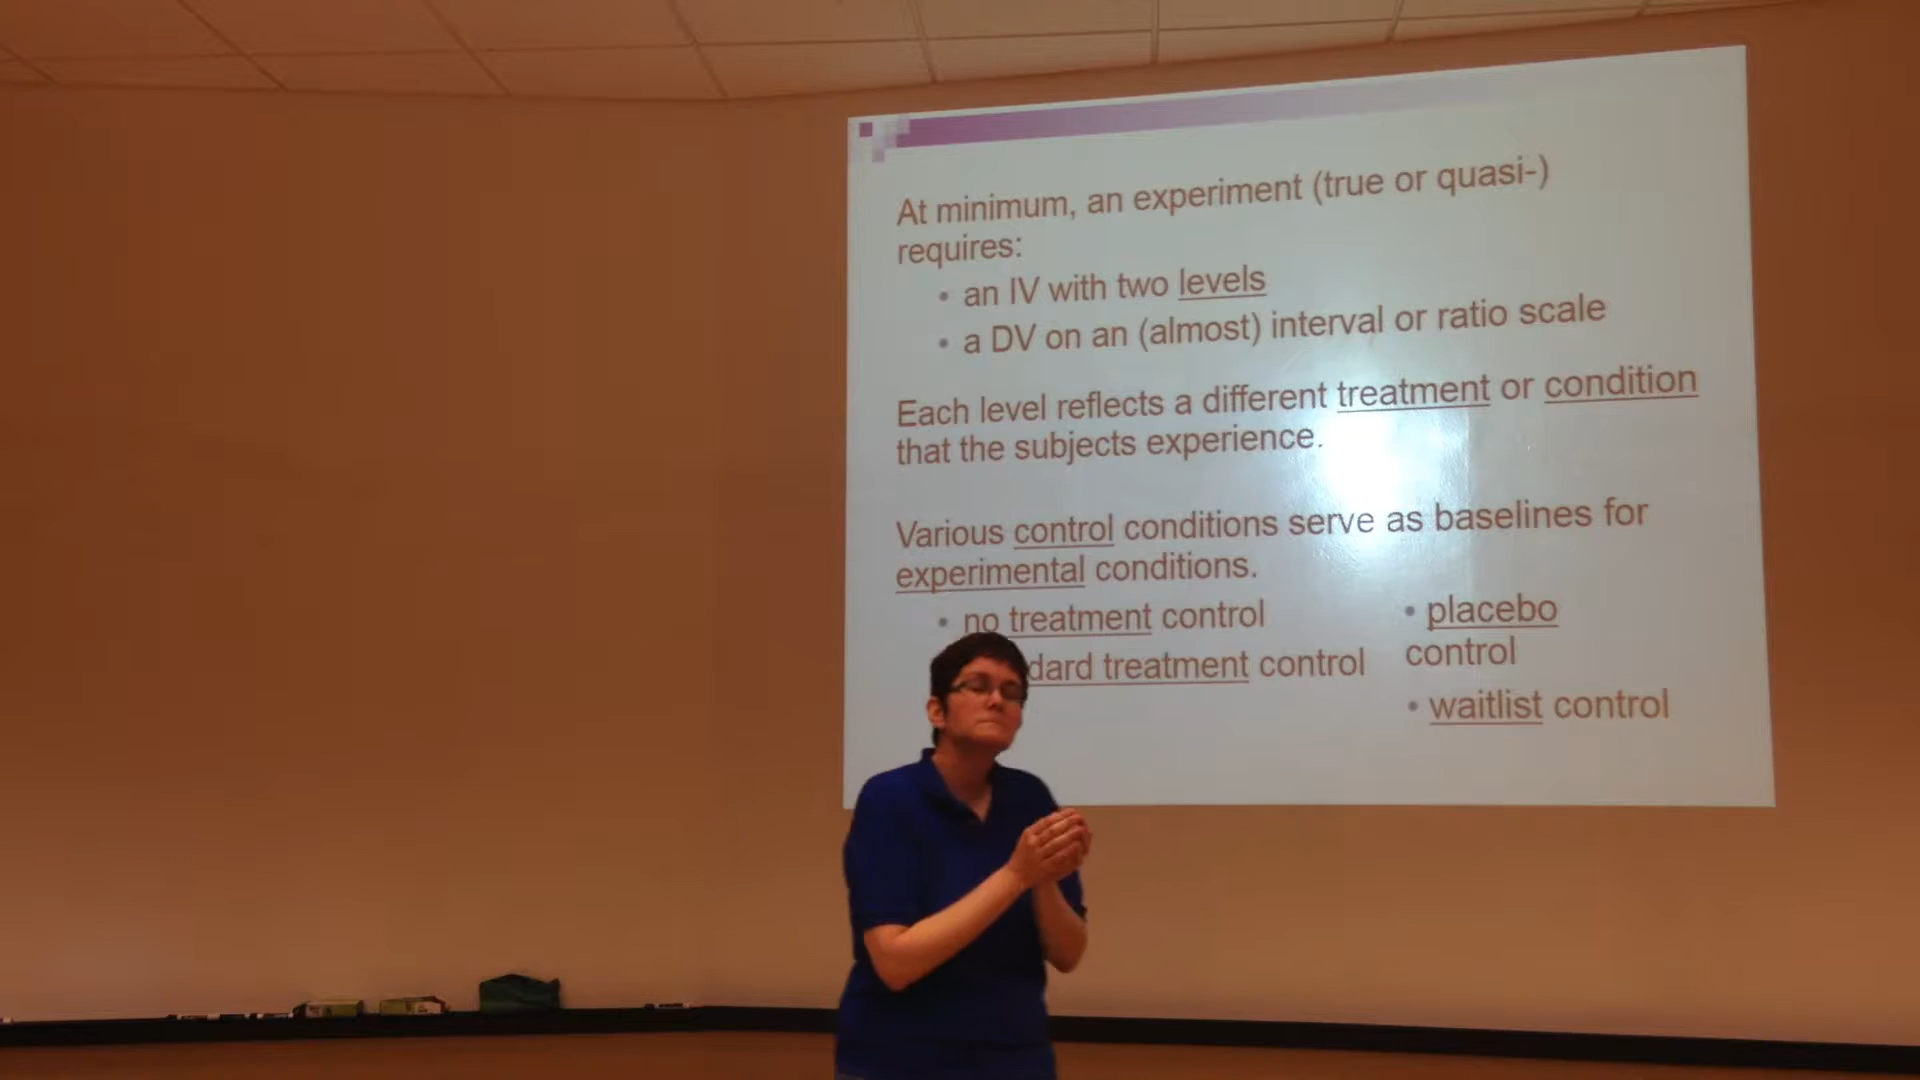 At minimum, an experiment (true or quasi-)
requires:
• an IV with two levels
• a DV on an (almost) interval or ratio scale
Each level reflects a different treatment or condition
that the subjects experience.
Various control conditions serve as baselines for
experimental conditions.
• no treatment control
dard treatment control
• placebo
control
• waitlist control